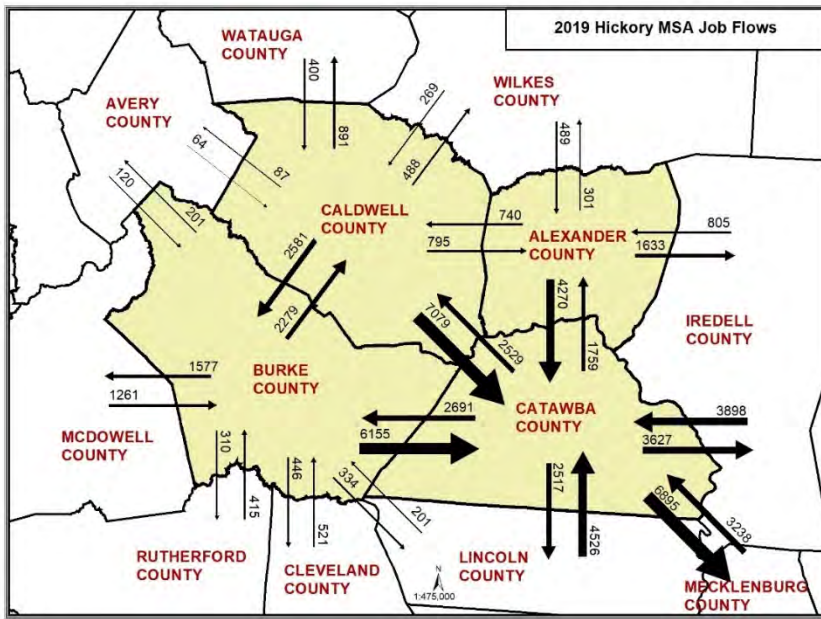 2019 Hickory MSA Job Flows
WATAUGA
COUNTY
WILKES
COUNTY
AVERY
COUNTY
400
891
269
488
489
301
64
87
120
201
CALDWELL
COUNTY
740
795
ALEXANDER
COUNTY
805
1633
2581
2279
7079
2529
4270
1759
IREDELL
COUNTY
BURKE
COUNTY
1577
1261
MCDOWELL
COUNTY
2691
6155
CATAWBA
COUNTY
3898
3627
310
415
446
521
334
201
2517
4526
6895
3238
RUTHERFORD
COUNTY
CLEVELAND
COUNTY
LINCOLN
COUNTY
N
1:475,000
MECKLENBURG
COUNTY